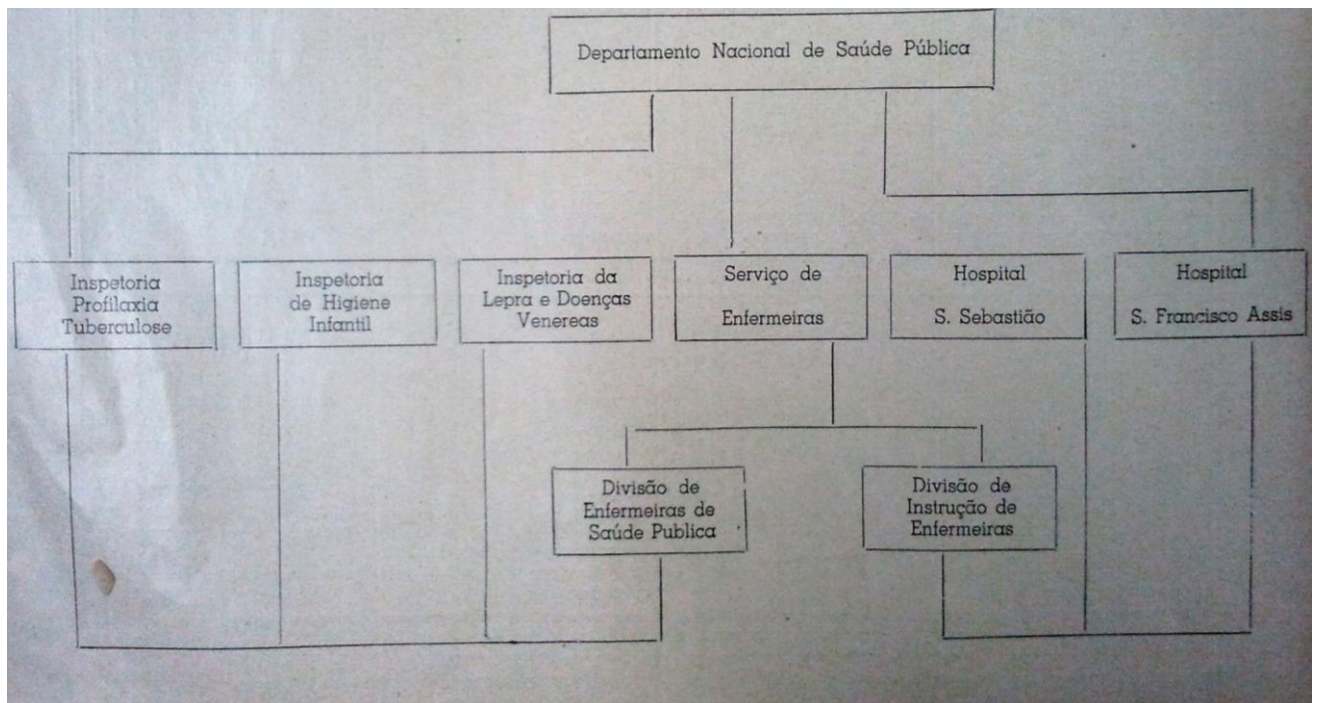 Departamento Nacional de Saúde Pública
Inspetoria
Profilaxia
Tuberculose
Inspetoria
de Higiene
Infantil
Inspetoria da
Lepra e Doenças
Venereas
Serviço de
Enfermeiras
Hospital
S. Sebastião
Hospital
S. Francisco Assis
Divisão de
Enfermeiras de
Saúde Publica
Divisão de
Instrução de
Enfermeiras